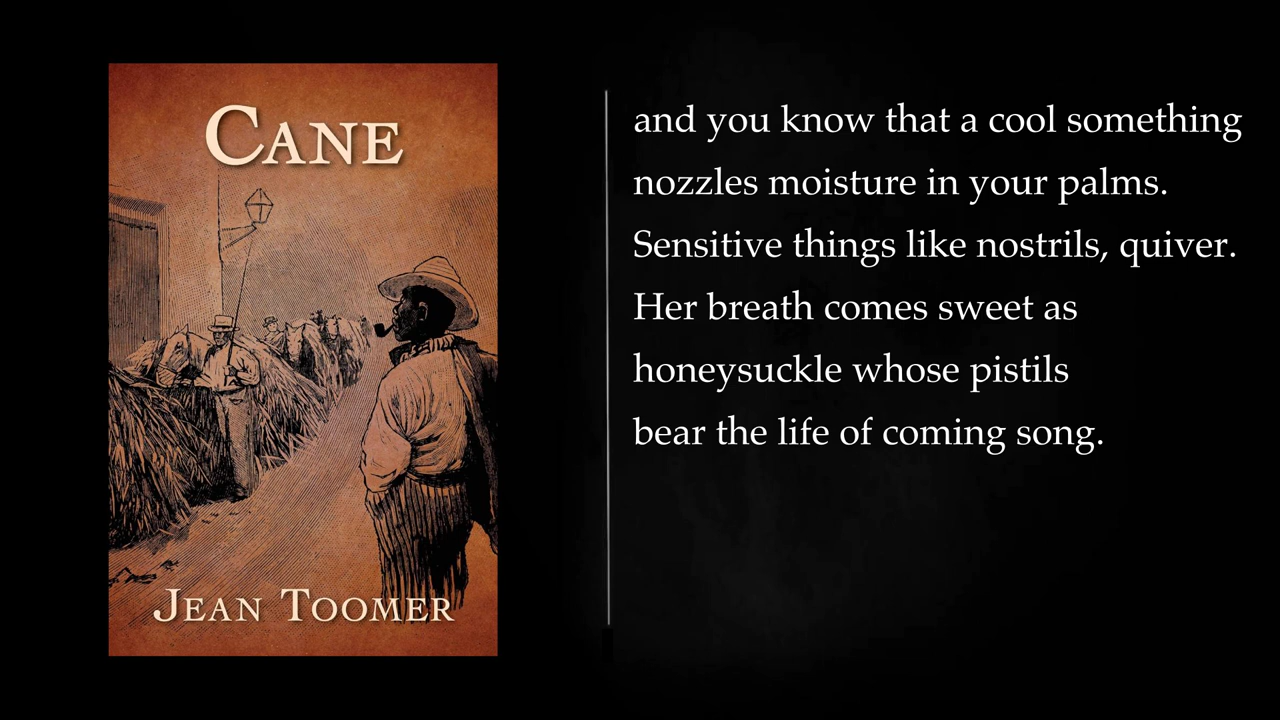 CANE
JEAN TOOMER
and you know that a cool something
nozzles moisture in your palms.
Sensitive things like nostrils, quiver.
Her breath comes sweet as
honeysuckle whose pistils
bear the life of coming song.